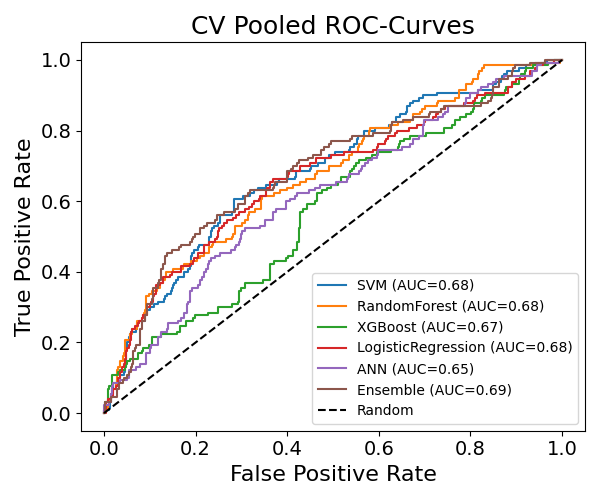 CV Pooled ROC-Curves
True Positive Rate
1.0
0.8
0.6
0.4
0.2
0.0
SVM (AUC=0.68)
RandomForest (AUC=0.68)
XGBoost (AUC=0.67)
LogisticRegression (AUC=0.68)
ANN (AUC=0.65)
Ensemble (AUC=0.69)
Random
0.0 0.2 0.4 0.6 0.8 1.0
False Positive Rate